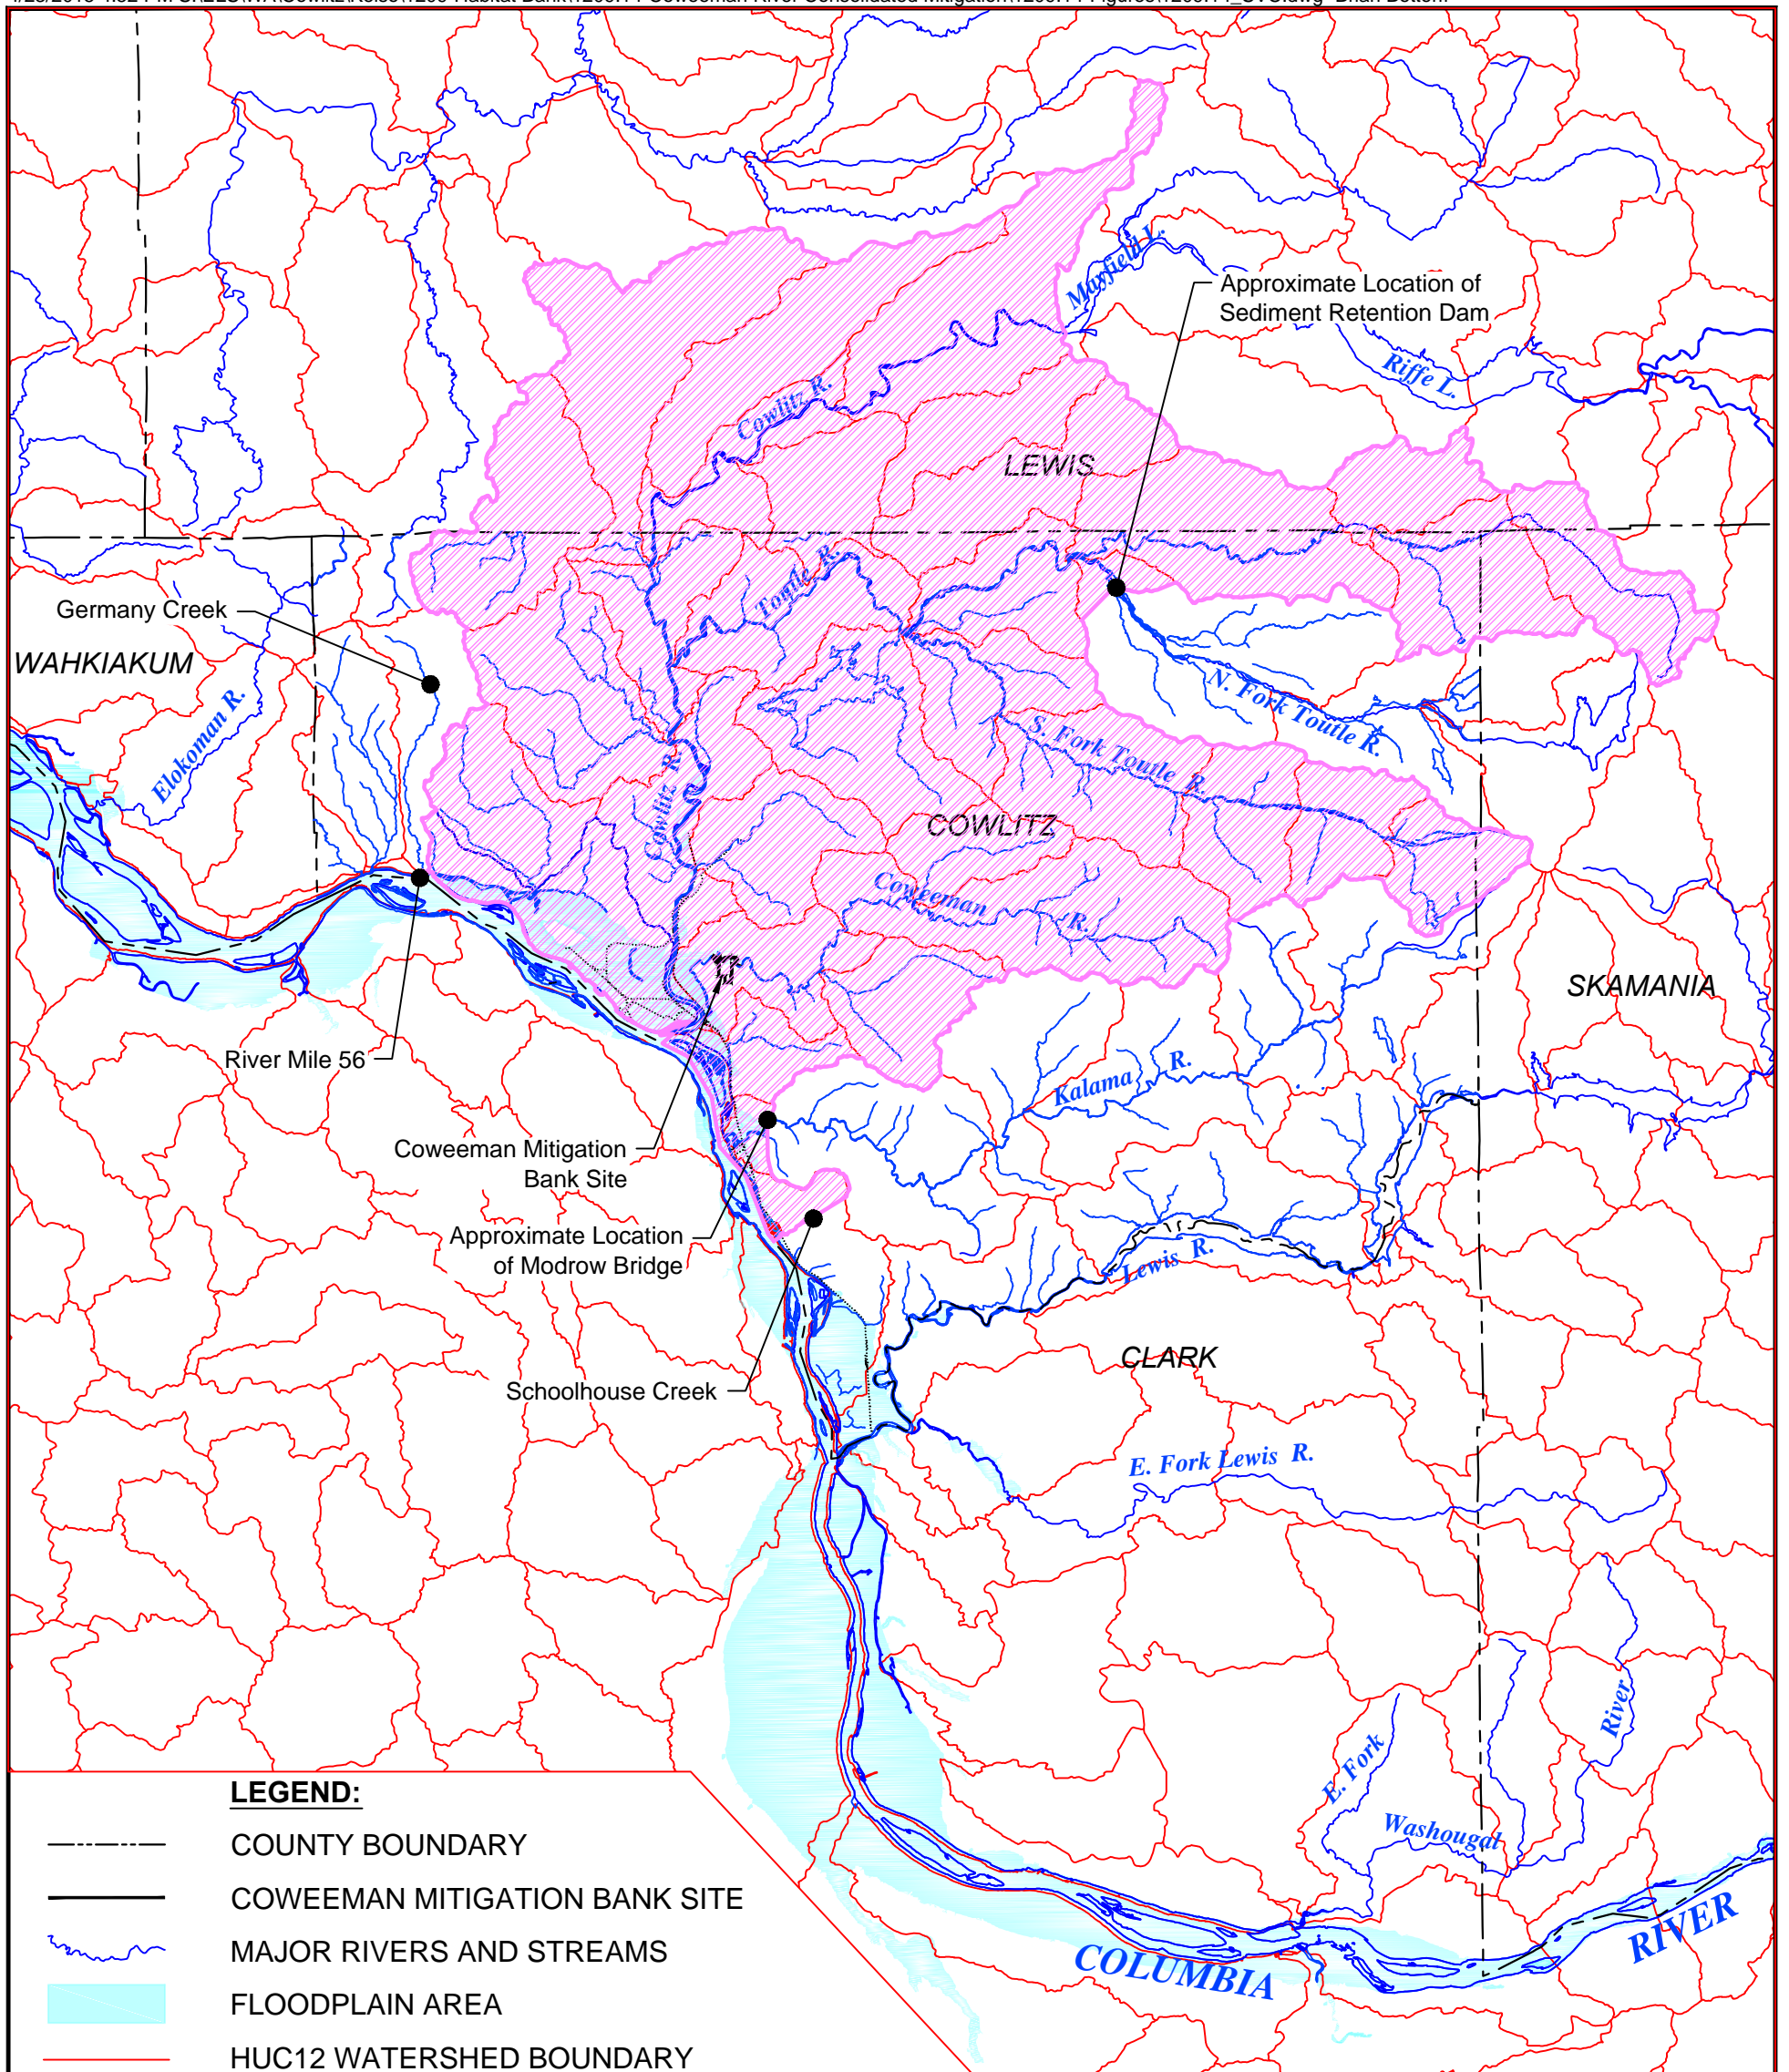 Mayfield L.
Approximate Location of
Sediment Retention Dam
Riffe L.
Cowlitz R.
LEWIS
Toutle R.
Germany Creek
WAHKIAKUM
Elokoman R.
N. Fork Toutle R.
S. Fork Toutle R.
Cowlitz R.
COWLITZ
Coweeman R.
SKAMANIA
River Mile 56
Kalama R.
Coweeman Mitigation
Bank Site
Approximate Location
of Modrow Bridge
Lewis R.
CLARK
Schoolhouse Creek
E. Fork Lewis R.
River
E. Fork
Washougal
COLUMBIA RIVER
LEGEND:
COUNTY BOUNDARY
COWEEMAN MITIGATION BANK SITE
MAJOR RIVERS AND STREAMS
FLOODPLAIN AREA
HUC12 WATERSHED BOUNDARY